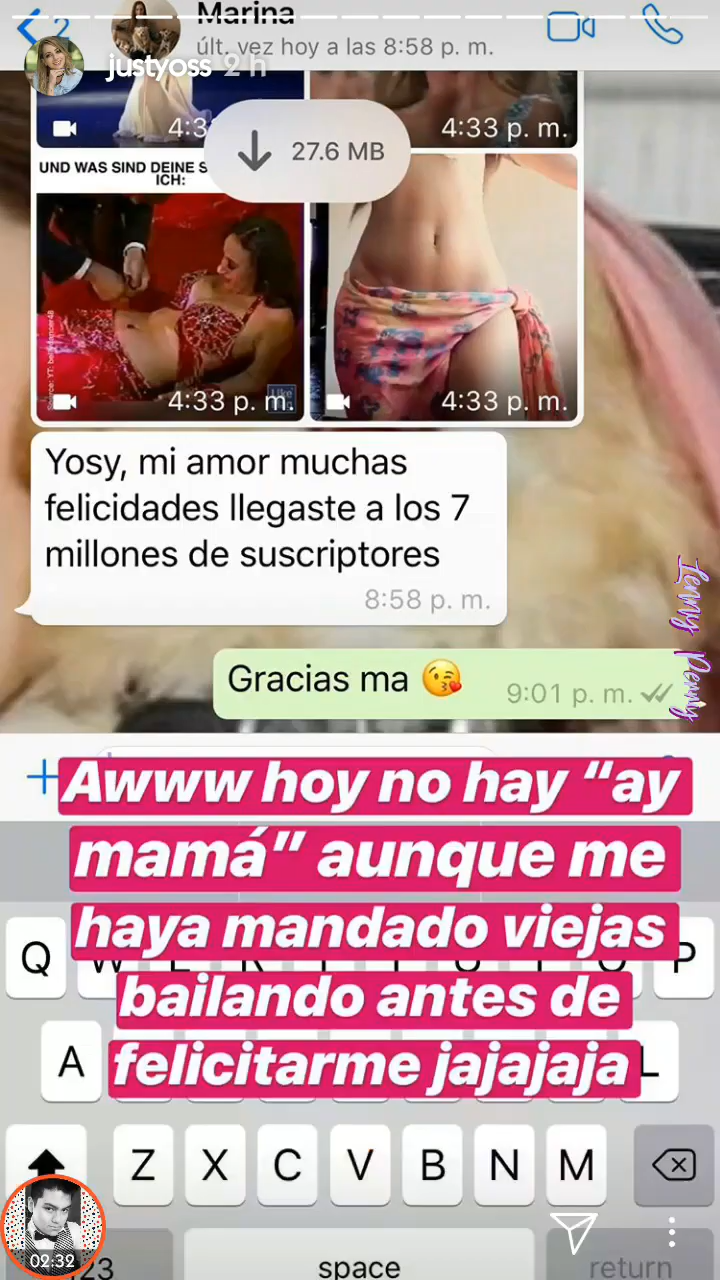 Marina
2
últ. vez hoy a las 8:58 p. m.
justyoss 2 h
4:3
27.6 MB
4:33 p. m.
UND WAS SIND DEINE S
ICH:
4:33 p. m.
4:33 p. m.
Yosy, mi amor muchas
felicidades llegaste a los 7
millones de suscriptores
8:58 p. m.
Lenny Penny
Gracias ma
9:01 p. m.
Awww hoy no hay “ay
mamá” aunque me
haya mandado viejas
bailando antes de
felicitarme jajajaja
Q P
A L
Z X C V B N M
02:32
space
return